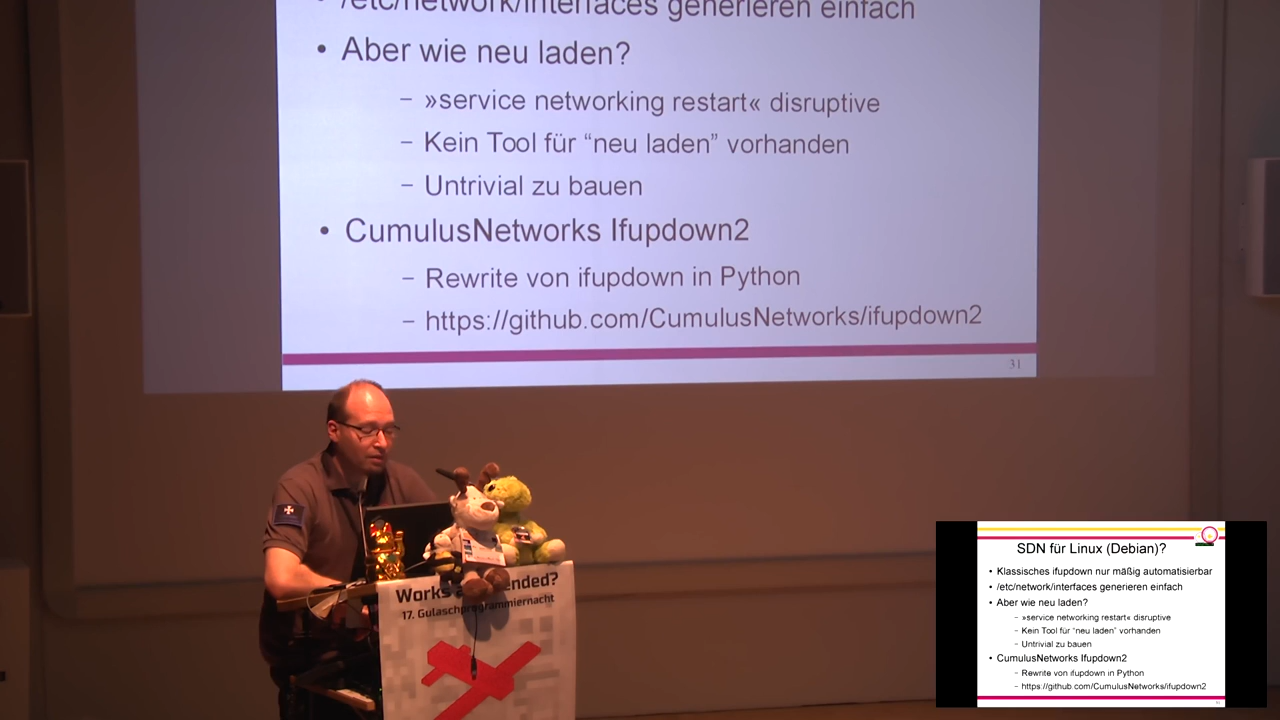 /etc/network/interfaces generieren einfach
• Aber wie neu laden?
– »service networking restart« disruptive
– Kein Tool für “neu laden” vorhanden
– Untrivial zu bauen
• CumulusNetworks Ifupdown2
– Rewrite von ifupdown in Python
– https://github.com/CumulusNetworks/ifupdown2
31
Works ended?
17. Gulaschprogrammiernacht
SDN für Linux (Debian)?
• Klassisches ifupdown nur mäßig automatisierbar
• /etc/network/interfaces generieren einfach
• Aber wie neu laden?
– »service networking restart« disruptive
– Kein Tool für “neu laden” vorhanden
– Untrivial zu bauen
• CumulusNetworks Ifupdown2
– Rewrite von ifupdown in Python
– https://github.com/CumulusNetworks/ifupdown2